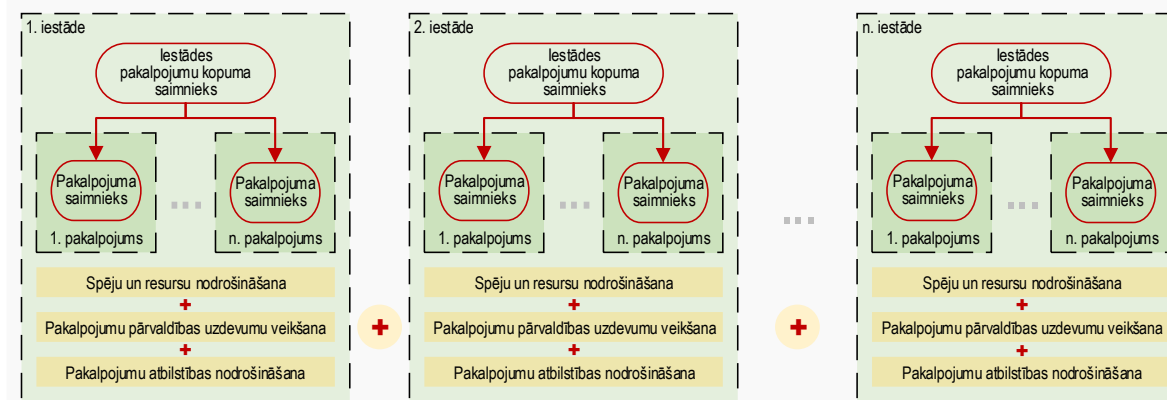 1. iestāde
Iestādes
pakalpojumu kopuma
saimnieks
Pakalpojuma
saimnieks
1. pakalpojums
Pakalpojuma
saimnieks
n. pakalpojums
Spēju un resursu nodrošināšana
+
Pakalpojumu pārvaldības uzdevumu veikšana
+
Pakalpojumu atbilstības nodrošināšana
+
2. iestāde
Iestādes
pakalpojumu kopuma
saimnieks
Pakalpojuma
saimnieks
1. pakalpojums
Pakalpojuma
saimnieks
n. pakalpojums
Spēju un resursu nodrošināšana
+
Pakalpojumu pārvaldības uzdevumu veikšana
+
Pakalpojumu atbilstības nodrošināšana
+
n. iestāde
Iestādes
pakalpojumu kopuma
saimnieks
Pakalpojuma
saimnieks
1. pakalpojums
Pakalpojuma
saimnieks
n. pakalpojums
Spēju un resursu nodrošināšana
+
Pakalpojumu pārvaldības uzdevumu veikšana
+
Pakalpojumu atbilstības nodrošināšana